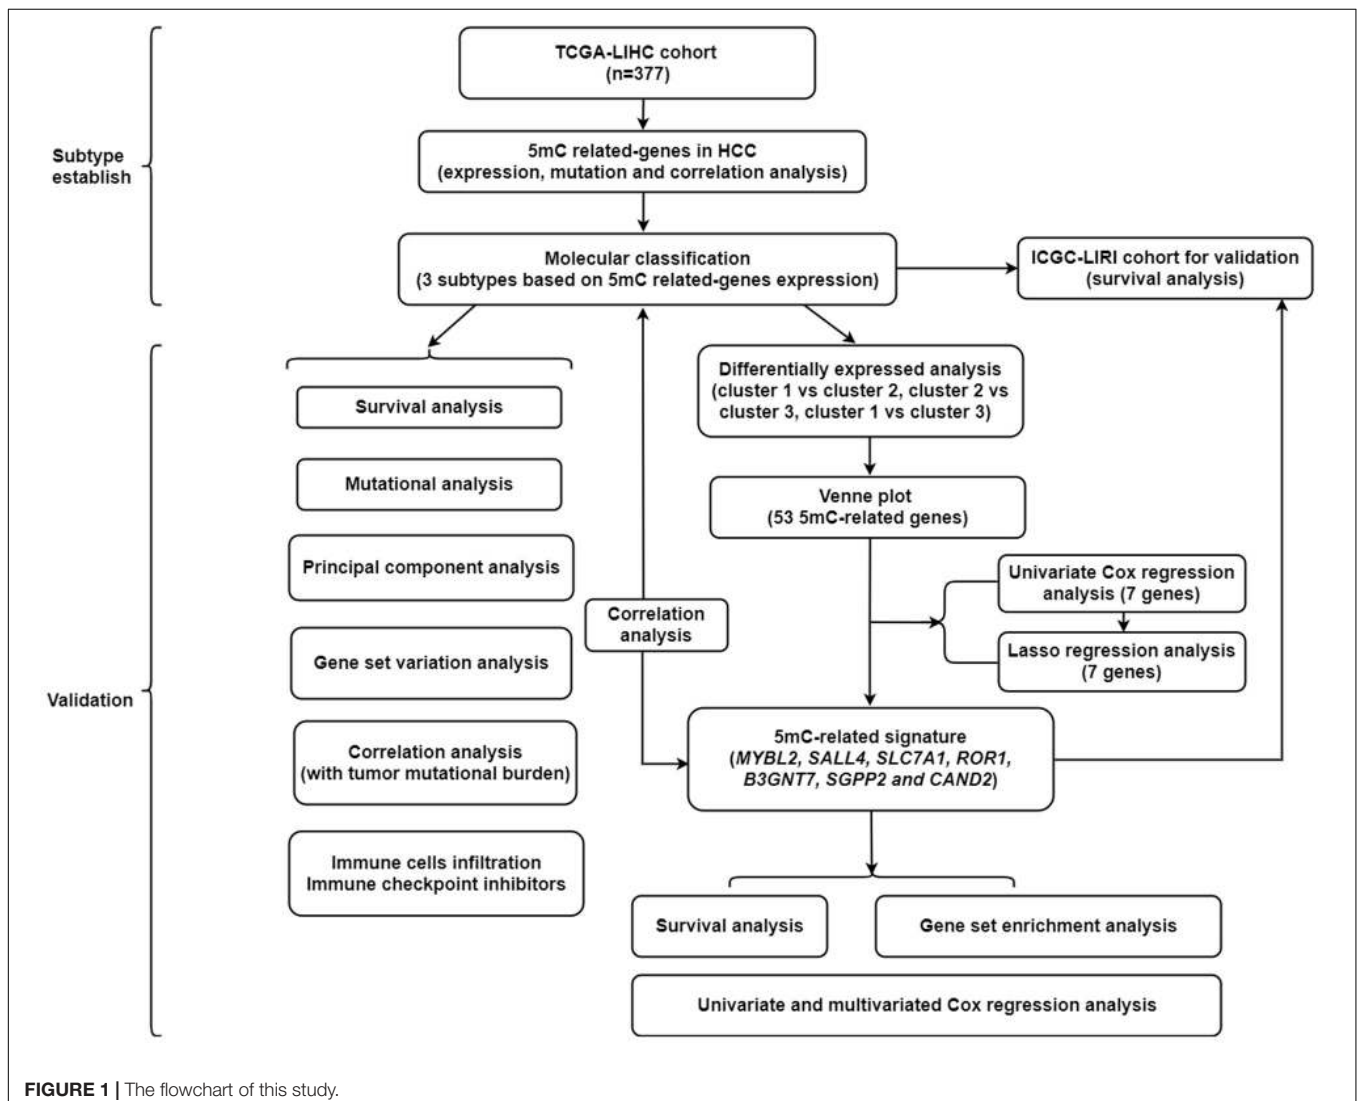 TCGA-LIHC cohort
(n=377)
Subtype
establish
5mC related-genes in HCC
(expression, mutation and correlation analysis)
Molecular classification
(3 subtypes based on 5mC related-genes expression)
ICGC-LIRI cohort for validation
(survival analysis)
Validation
Survival analysis
Mutational analysis
Principal component analysis
Gene set variation analysis
Correlation analysis
(with tumor mutational burden)
Immune cells infiltration
Immune checkpoint inhibitors
Correlation
analysis
Differentially expressed analysis
(cluster 1 vs cluster 2, cluster 2 vs
cluster 3, cluster 1 vs cluster 3)
Venne plot
(53 5mC-related genes)
Univariate Cox regression
analysis (7 genes)
Lasso regression analysis
(7 genes)
5mC-related signature
(MYBL2, SALL4, SLC7A1, ROR1,
B3GNT7, SGPP2 and CAND2)
Survival analysis
Gene set enrichment analysis
Univariate and multivariated Cox regression analysis
FIGURE 1 | The flowchart of this study.